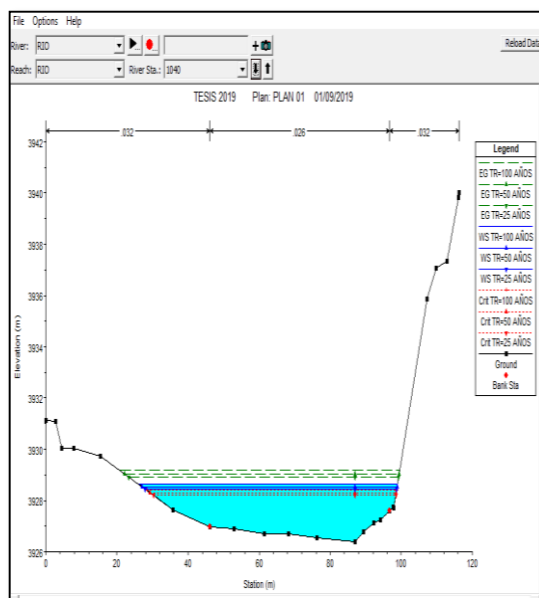 File Options Help
River: RIO
Reload Data
Reach: RIO River Sta.: 1040
TESIS 2019 Plan: PLAN 01 01/09/2019
.032 .026 .032
Legend
EG TR=100 AÑOS
EG TR=50 AÑOS
EG TR=25 AÑOS
WS TR=100 AÑOS
WS TR=50 AÑOS
WS TR=25 AÑOS
Crit TR=100 AÑOS
Crit TR=50 AÑOS
Crit TR=25 AÑOS
Ground
Bank Sta
Elevation (m)
3942
3940
3938
3936
3934
3932
3930
3928
3926
0 20 40 60 80 100 120
Station (m)